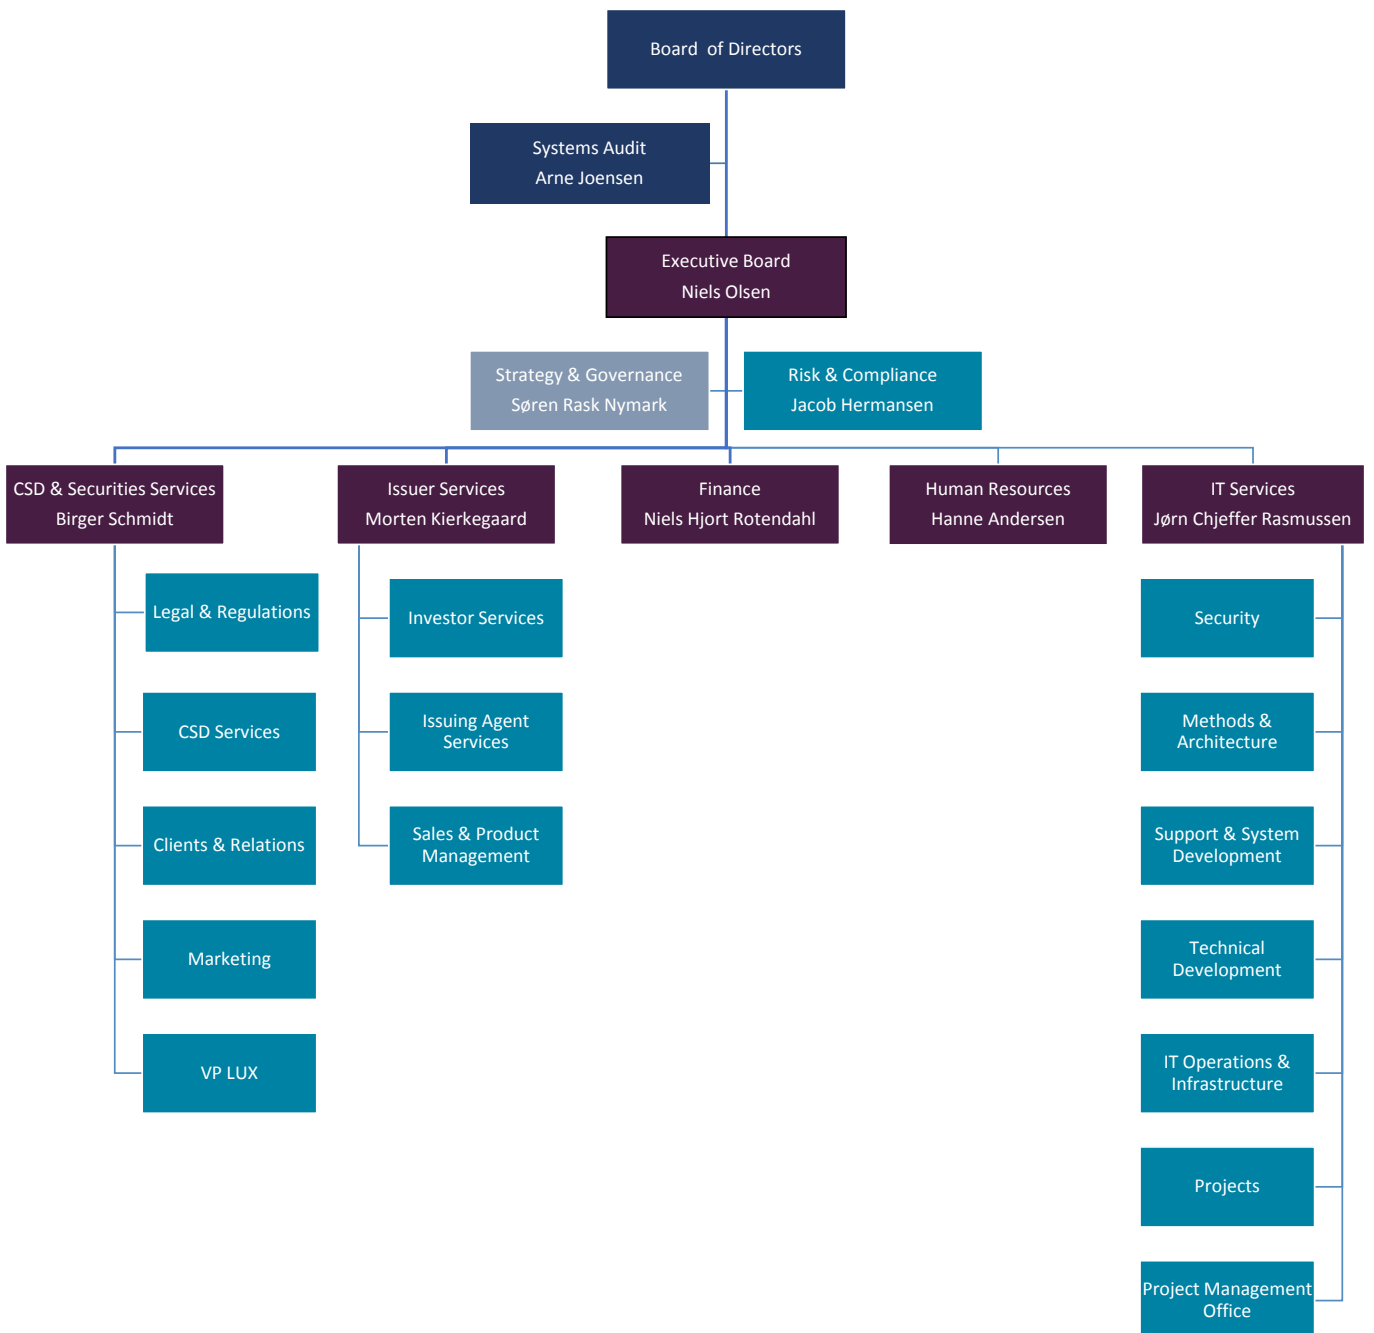 Board  of Directors
Systems Audit
Arne Joensen
Executive Board
Niels Olsen
Strategy & Governance
Søren Rask Nymark
Risk & Compliance
Jacob Hermansen
CSD & Securities Services
Birger Schmidt
Issuer Services
Morten Kierkegaard
Finance
Niels Hjort Rotendahl
Human Resources
Hanne Andersen
IT Services
Jørn Chjeffer Rasmussen
Legal & Regulations
CSD Services
Clients & Relations
Marketing
VP LUX
Investor Services
Issuing Agent
Services
Sales & Product
Management
Security
Methods &
Architecture
Support & System
Development
Technical
Development
IT Operations &
Infrastructure
Projects
Project Management
Office